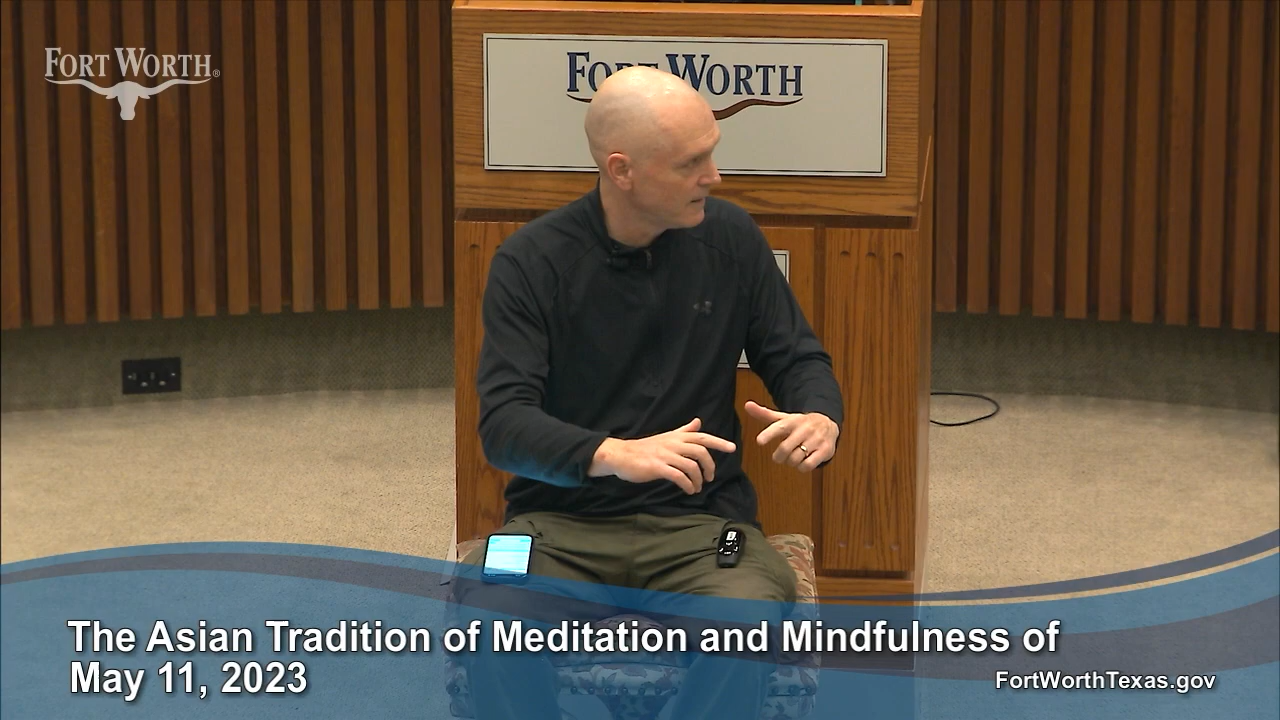 FORT WORTH®
FORT WORTH
The Asian Tradition of Meditation and Mindfulness of
May 11, 2023
FortWorthTexas.gov